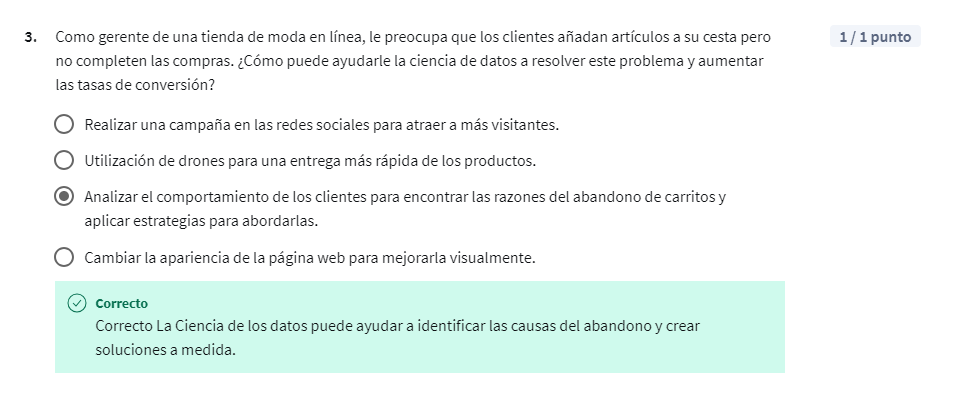 3. Como gerente de una tienda de moda en línea, le preocupa que los clientes añadan artículos a su cesta pero
1 / 1 punto
no completen las compras. ¿Cómo puede ayudarle la ciencia de datos a resolver este problema y aumentar
las tasas de conversión?
Realizar una campaña en las redes sociales para atraer a más visitantes.
Utilización de drones para una entrega más rápida de los productos.
Analizar el comportamiento de los clientes para encontrar las razones del abandono de carritos y
aplicar estrategias para abordarlas.
Cambiar la apariencia de la página web para mejorarla visualmente.
Correcto
Correcto La Ciencia de los datos puede ayudar a identificar las causas del abandono y crear
soluciones a medida.